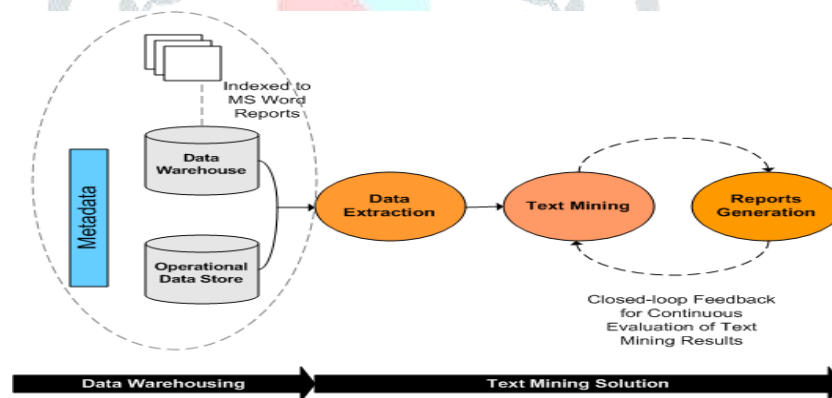 Indexed to
MS Word
Reports
Data
Warehouse
Metadata
Operational
Data Store
Data
Extraction
Text Mining
Reports
Generation
Closed-loop Feedback
for Continuous
Evaluation of Text
Mining Results
Data Warehousing
Text Mining Solution